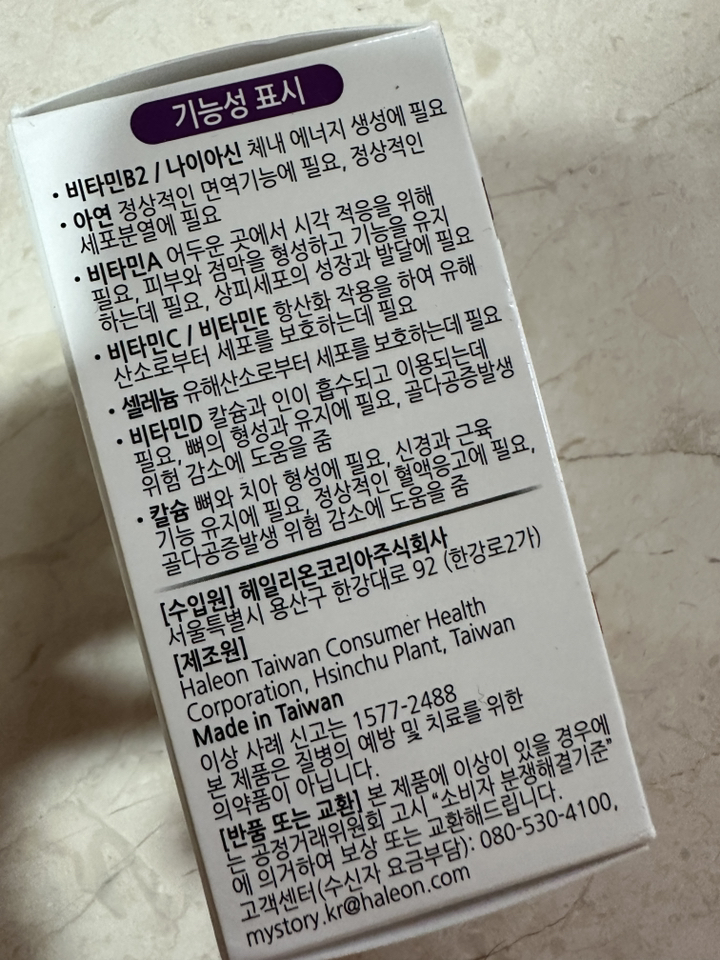 기능성 표시
• 비타민B2 / 나이아신 체내 에너지 생성에 필요
• 아연 정상적인 면역기능에 필요, 정상적인
세포분열에 필요
• 비타민A 어두운 곳에서 시각 적응을 위해
필요, 피부와 점막을 형성하고 기능을 유지
하는데 필요, 상피세포의 성장과 발달에 필요
• 비타민C / 비타민E 항산화 작용을 하여 유해
산소로부터 세포를 보호하는데 필요
• 셀레늄 유해산소로부터 세포를 보호하는데 필요
• 비타민D 칼슘과 인이 흡수되고 이용되는데
필요, 뼈의 형성과 유지에 필요, 골다공증발생
위험 감소에 도움을 줌
• 칼슘 뼈와 치아 형성에 필요, 신경과 근육
기능 유지에 필요, 정상적인 혈액응고에 필요,
골다공증발생 위험 감소에 도움을 줌
[수입원] 헤일리온코리아주식회사
서울특별시 용산구 한강대로 92 (한강로2가)
[제조원]
Haleon Taiwan Consumer Health
Corporation, Hsinchu Plant, Taiwan
Made in Taiwan
이상 사례 신고는 1577-2488
본 제품은 질병의 예방 및 치료를 위한
의약품이 아닙니다.
[반품 또는 교환] 본 제품에 이상이 있을 경우에
는 공정거래위원회 고시 “소비자 분쟁해결기준”
에 의거하여 보상 또는 교환해드립니다.
고객센터(수신자 요금부담): 080-530-4100,
mystory.kr@haleon.com